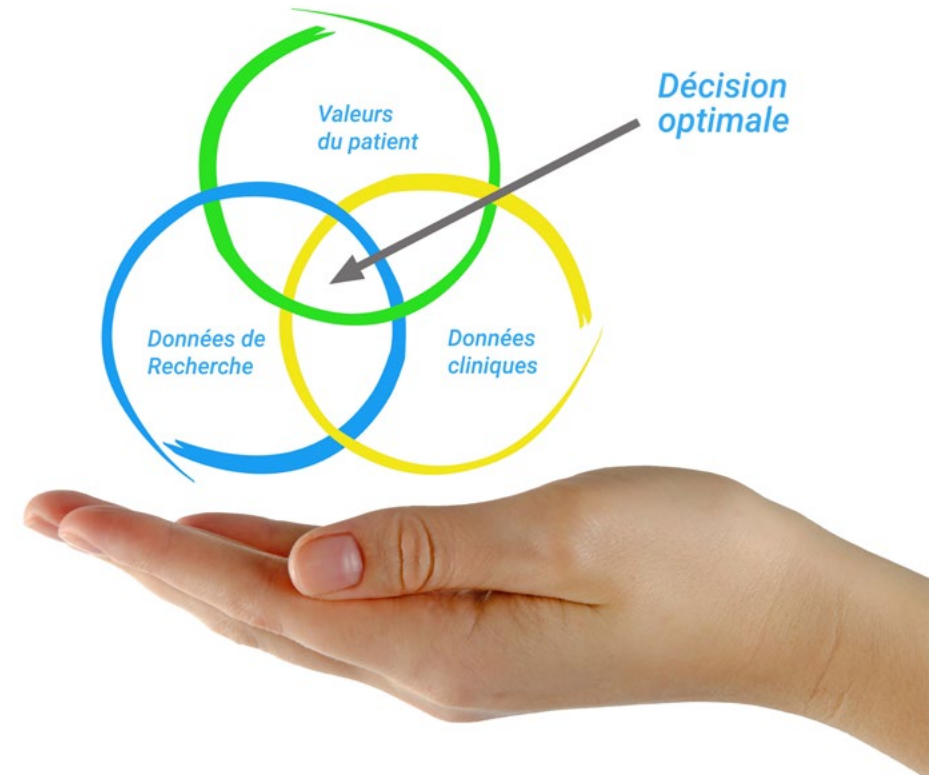 Décision
optimale
Valeurs
du patient
Données de
Recherche
Données
cliniques